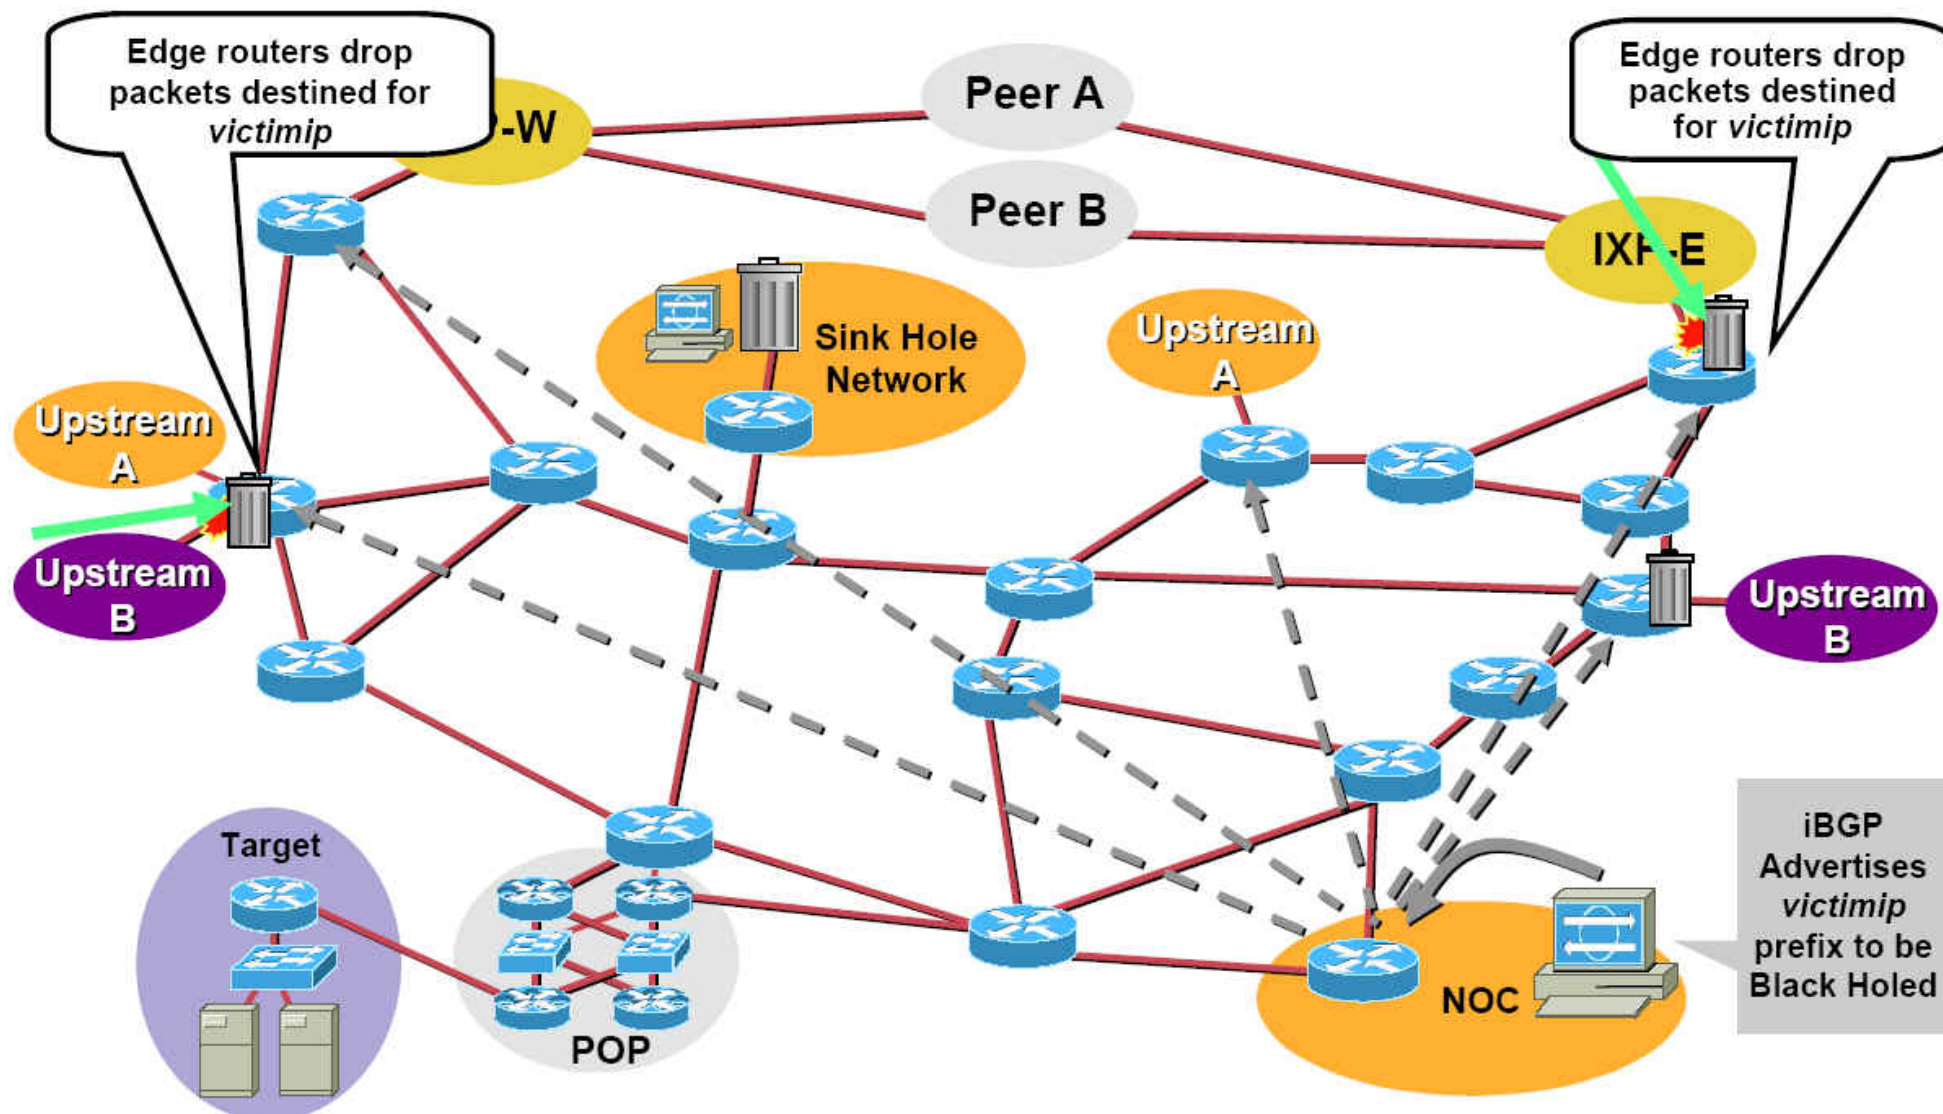 Edge routers drop
packets destined for
victimip
Edge routers drop
packets destined
for victimip
Peer A
Peer B
Sink Hole
Network
Upstream
A
Upstream
A
Upstream
B
Upstream
B
Target
POP
NOC
iBGP
Advertises
victimip
prefix to be
Black Holed